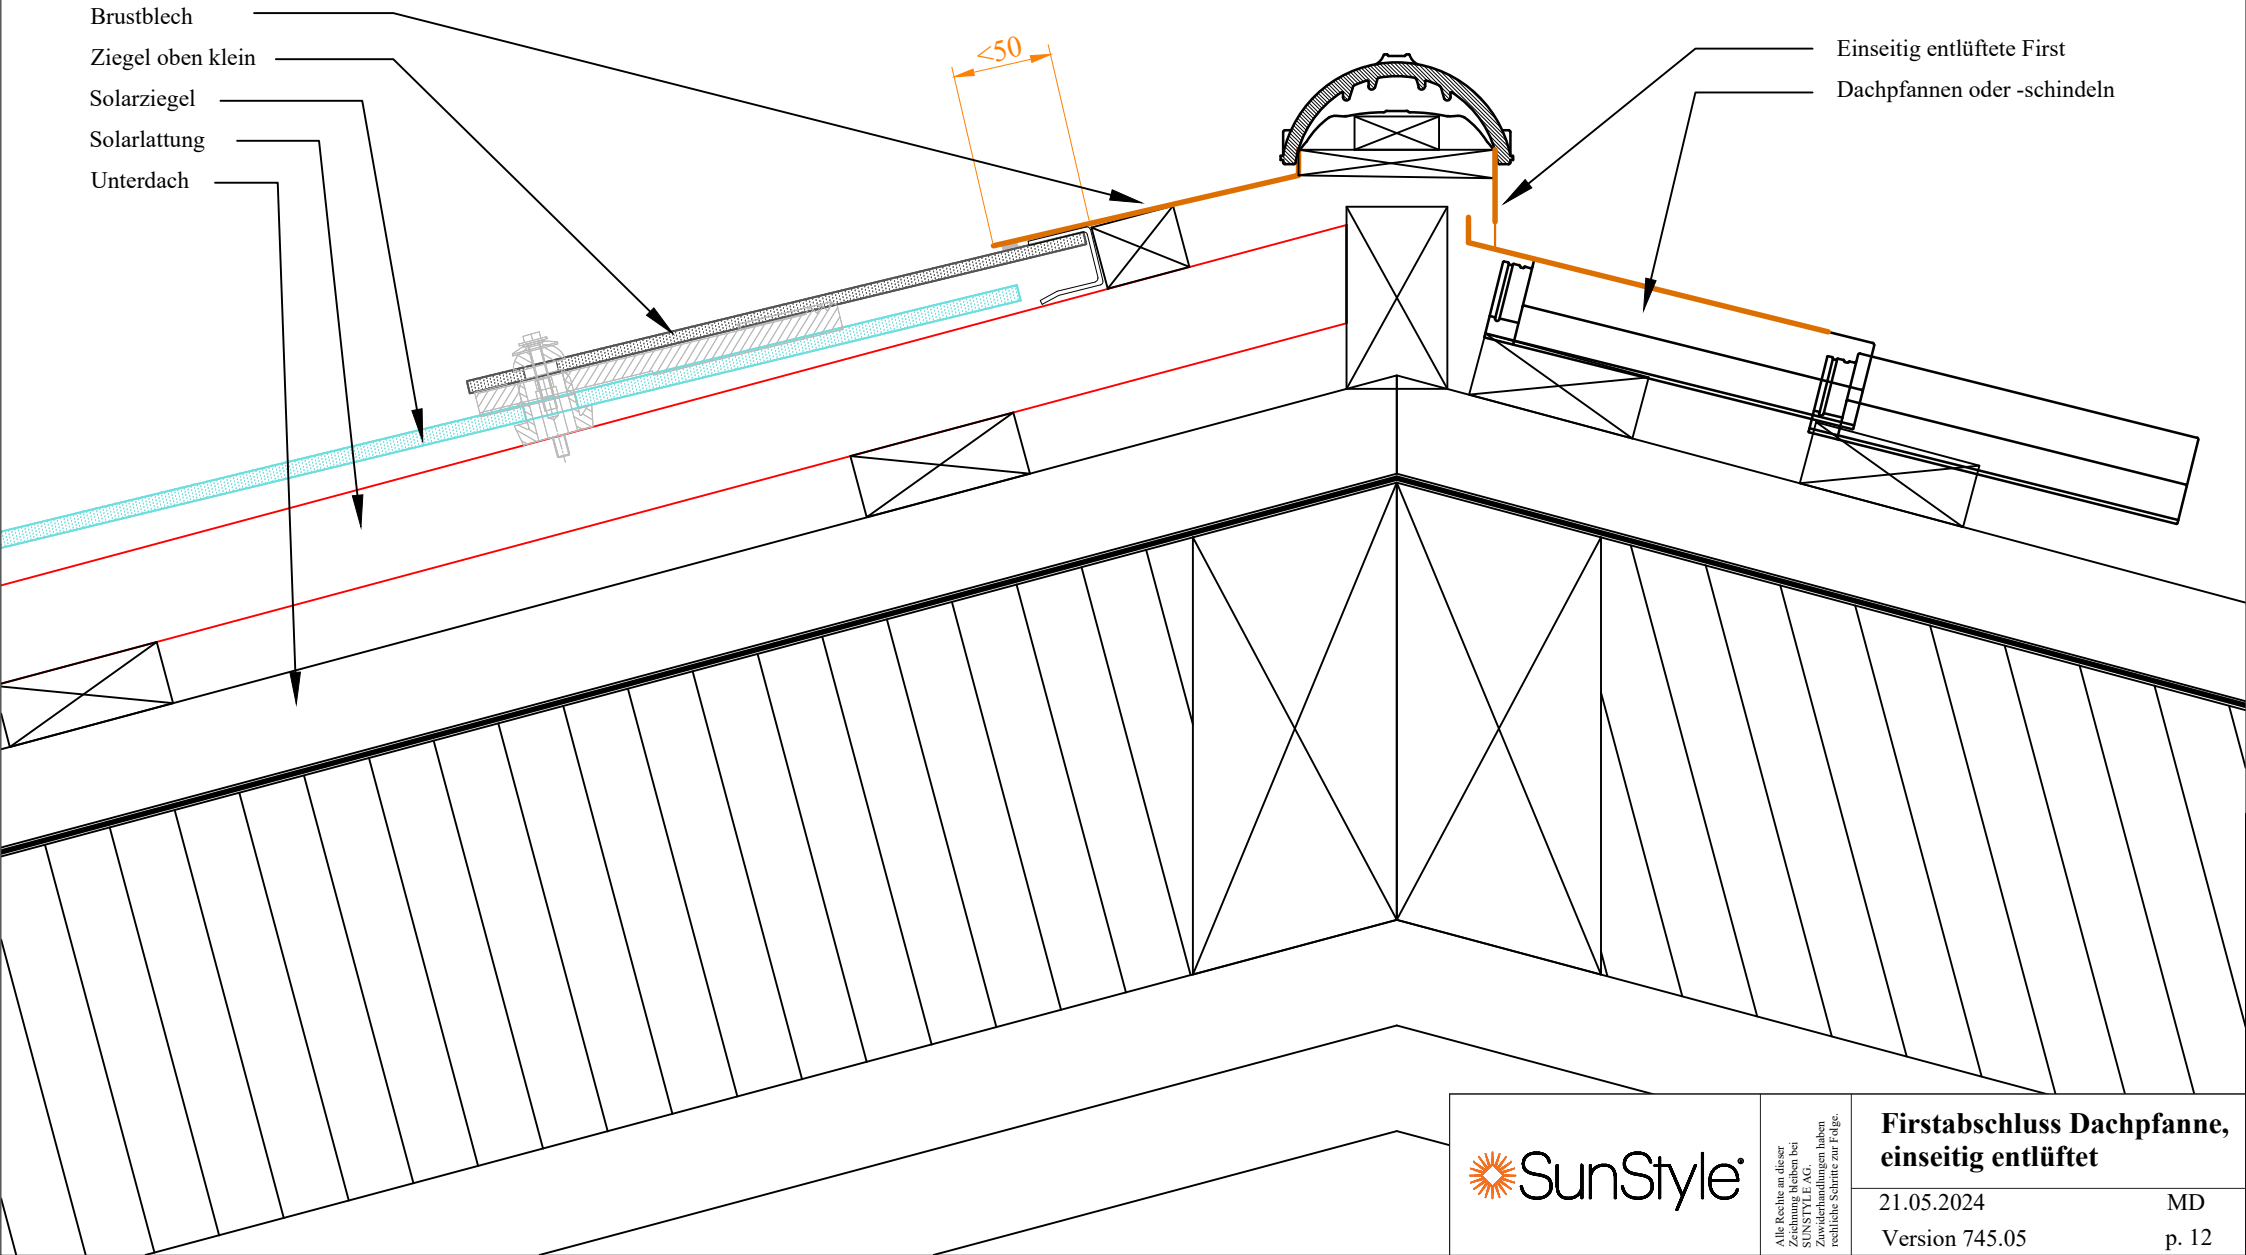 Brustblech
Ziegel oben klein
Solarziegel
Solarlattung
Unterdach
<50
Einseitig entlüftete First
Dachpfannen oder -schindeln
SunStyle
Alle Rechte an dieser
Zeichnung bleiben bei
SUNSTYLE AG.
Zuwiderhandlungen haben
rechtliche Schritte zur Folge.
Firstabschluss Dachpfanne,
einseitig entlüftet
21.05.2024 MD
Version 745.05 p. 12